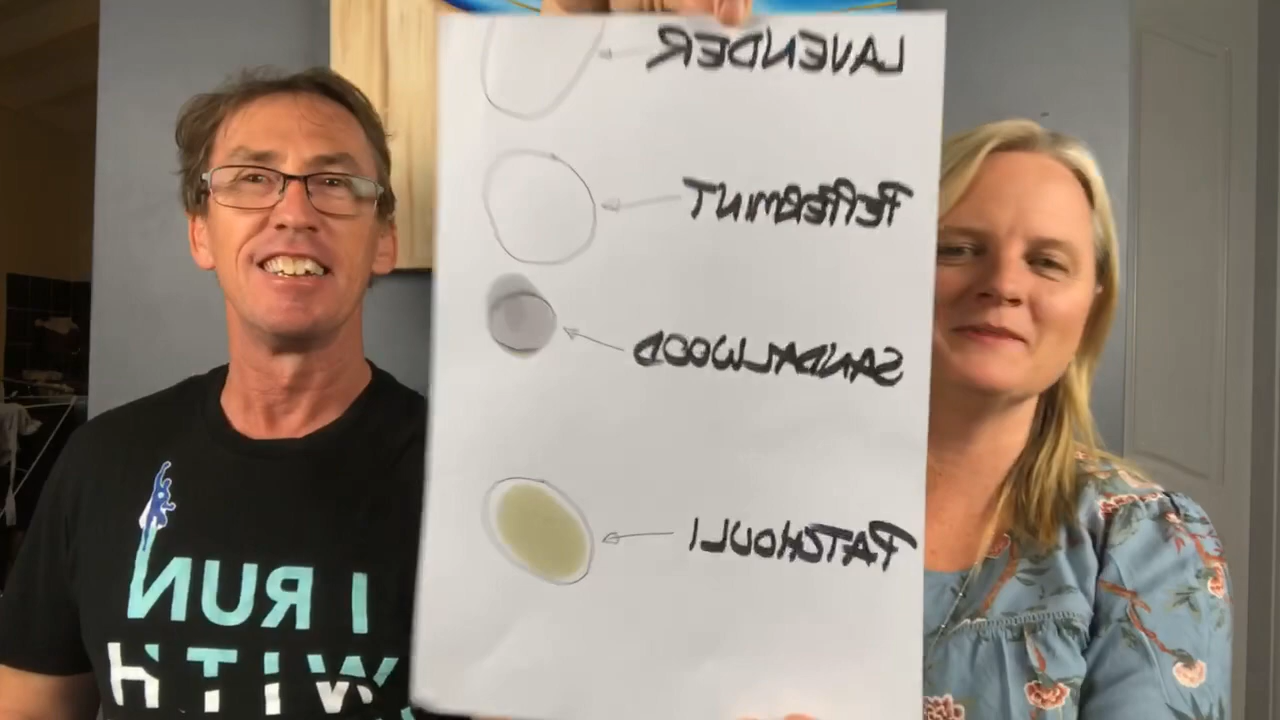 LAVENDER
PEPPERMINT
SANDALWOOD
PATCHOULI
I RUN
WITH